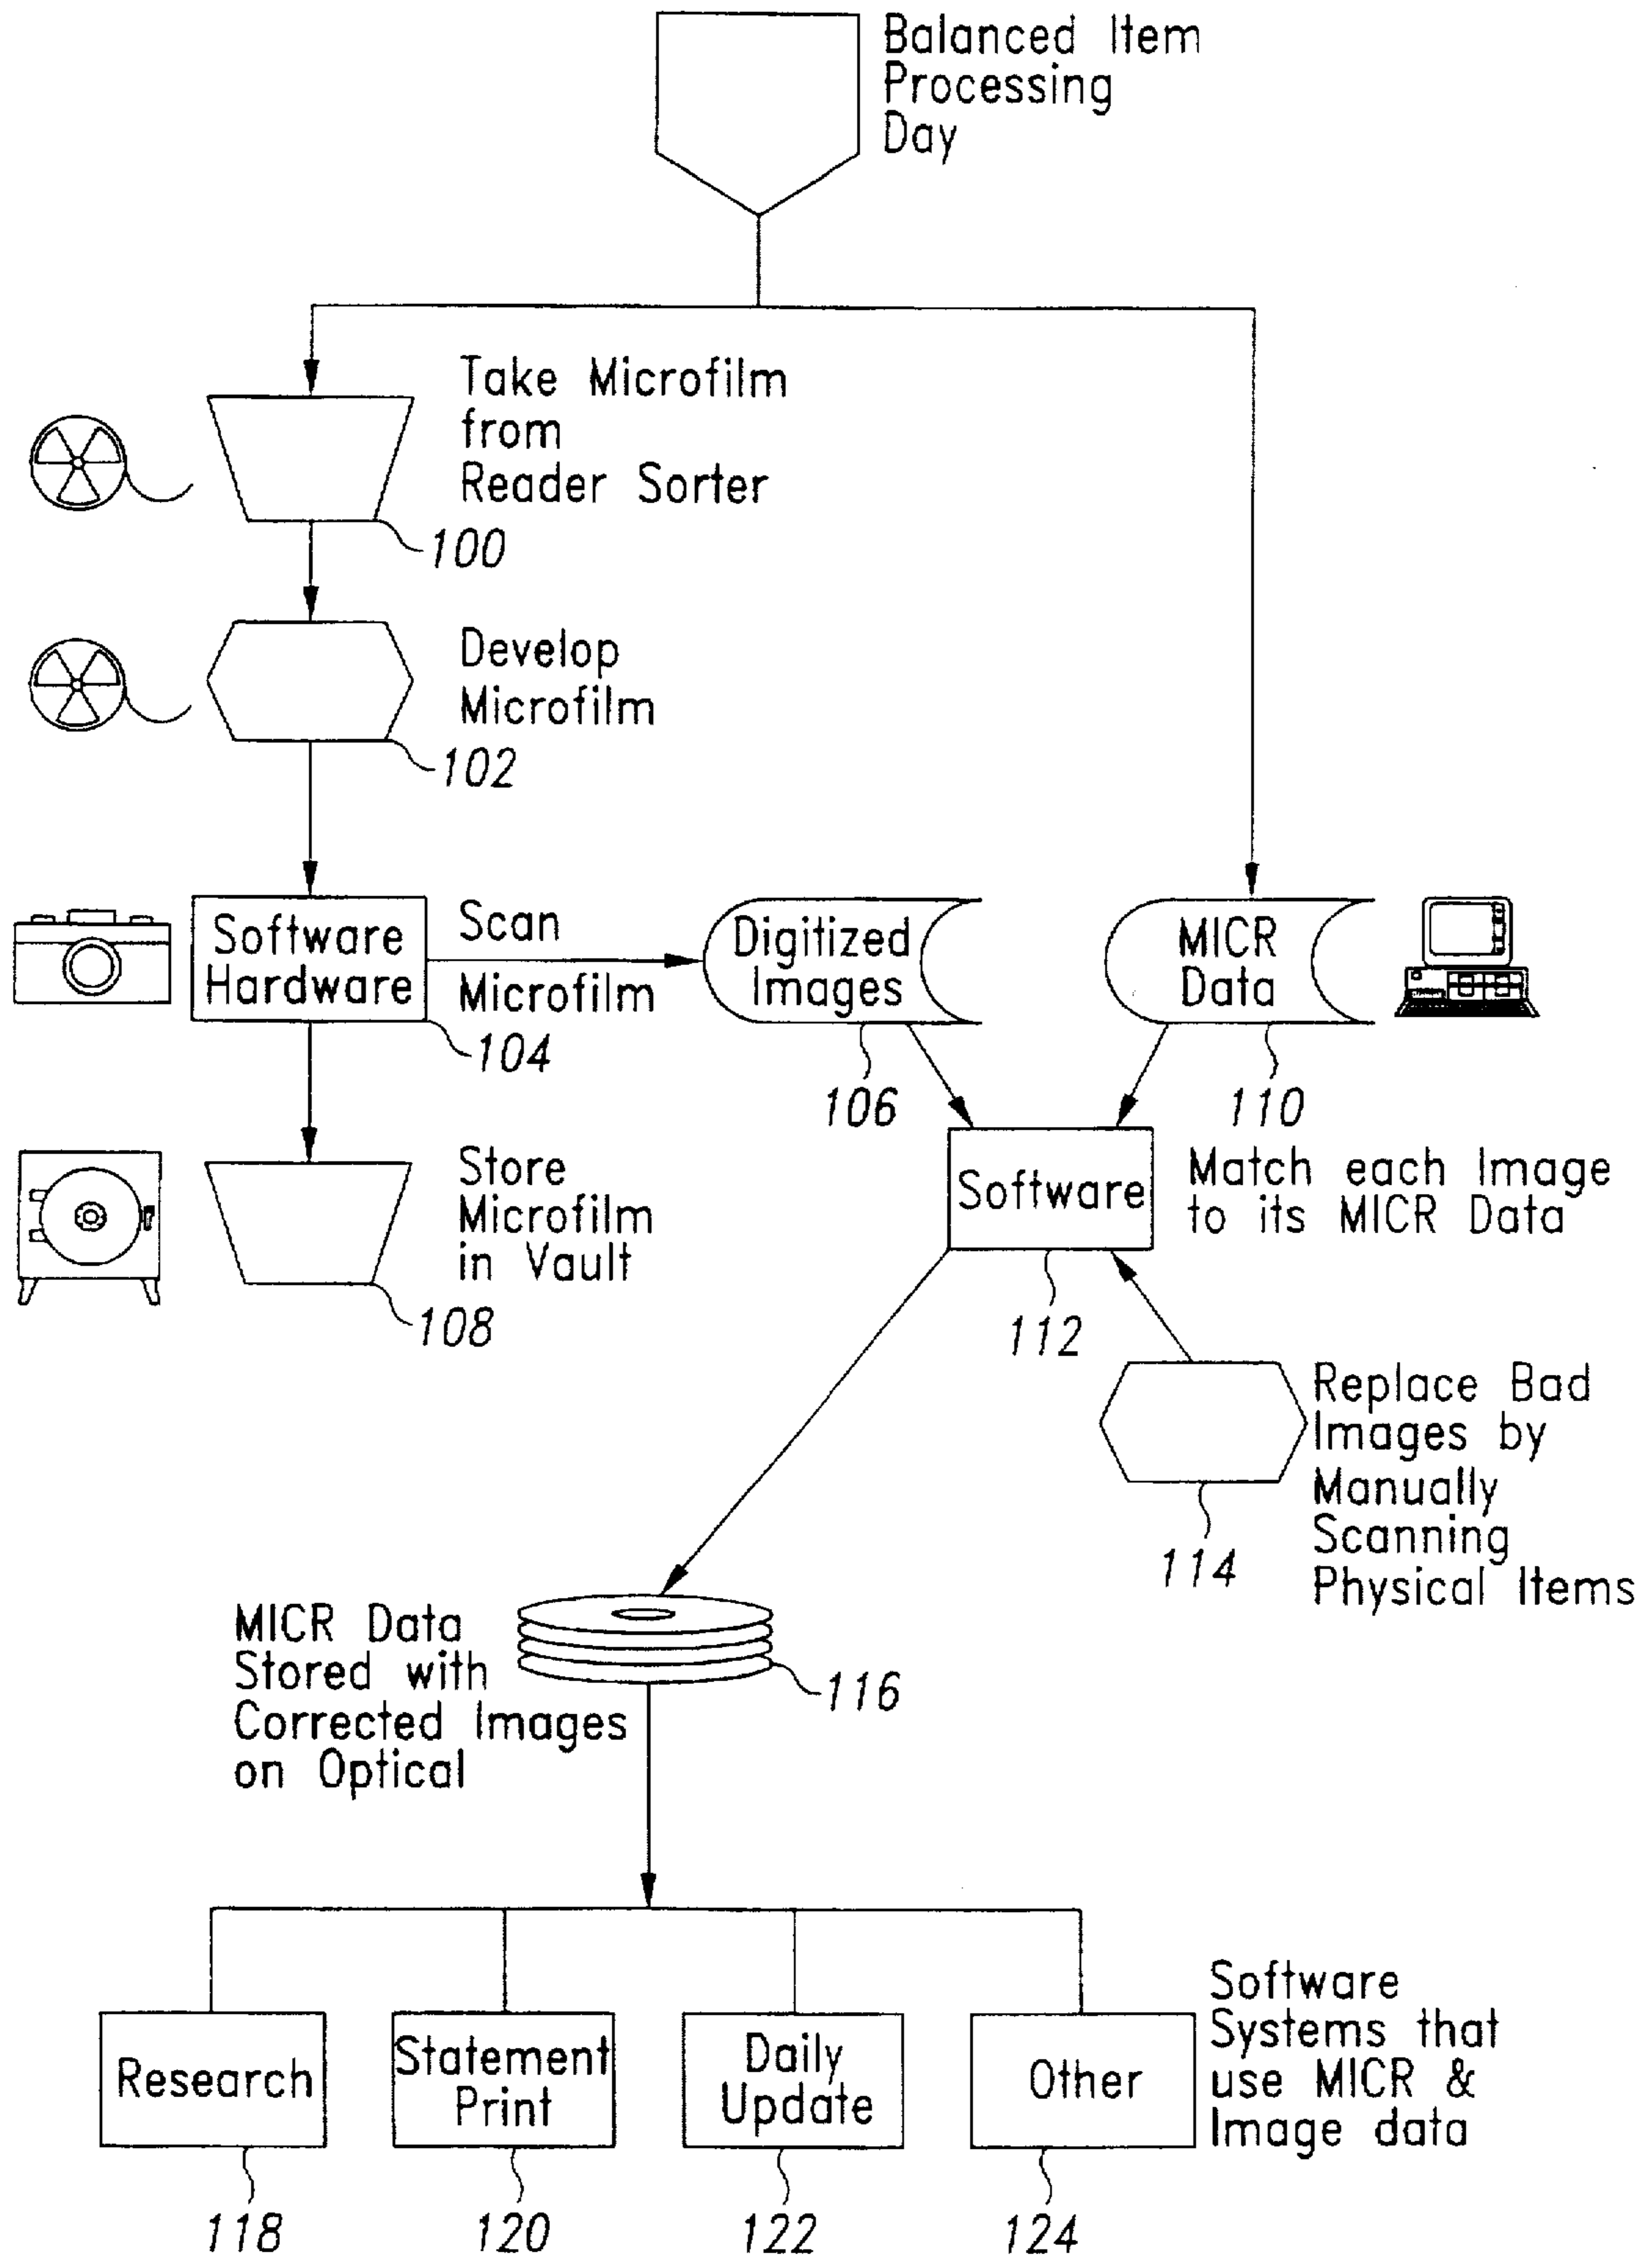 Balanced Item
Processing
Day
Take Microfilm
from
Reader Sorter
100
Develop
Microfilm
102
Software
Hardware
104
Scan
Microfilm
Digitized
Images
106
MICR
Data
110
Store
Microfilm
in Vault
108
Software
112
Match each Image
to its MICR Data
Replace Bad
Images by
Manually
Scanning
Physical Items
114
MICR Data
Stored with
Corrected Images
on Optical
116
Research
118
Statement
Print
120
Daily
Update
122
Other
124
Software
Systems that
use MICR &
Image data